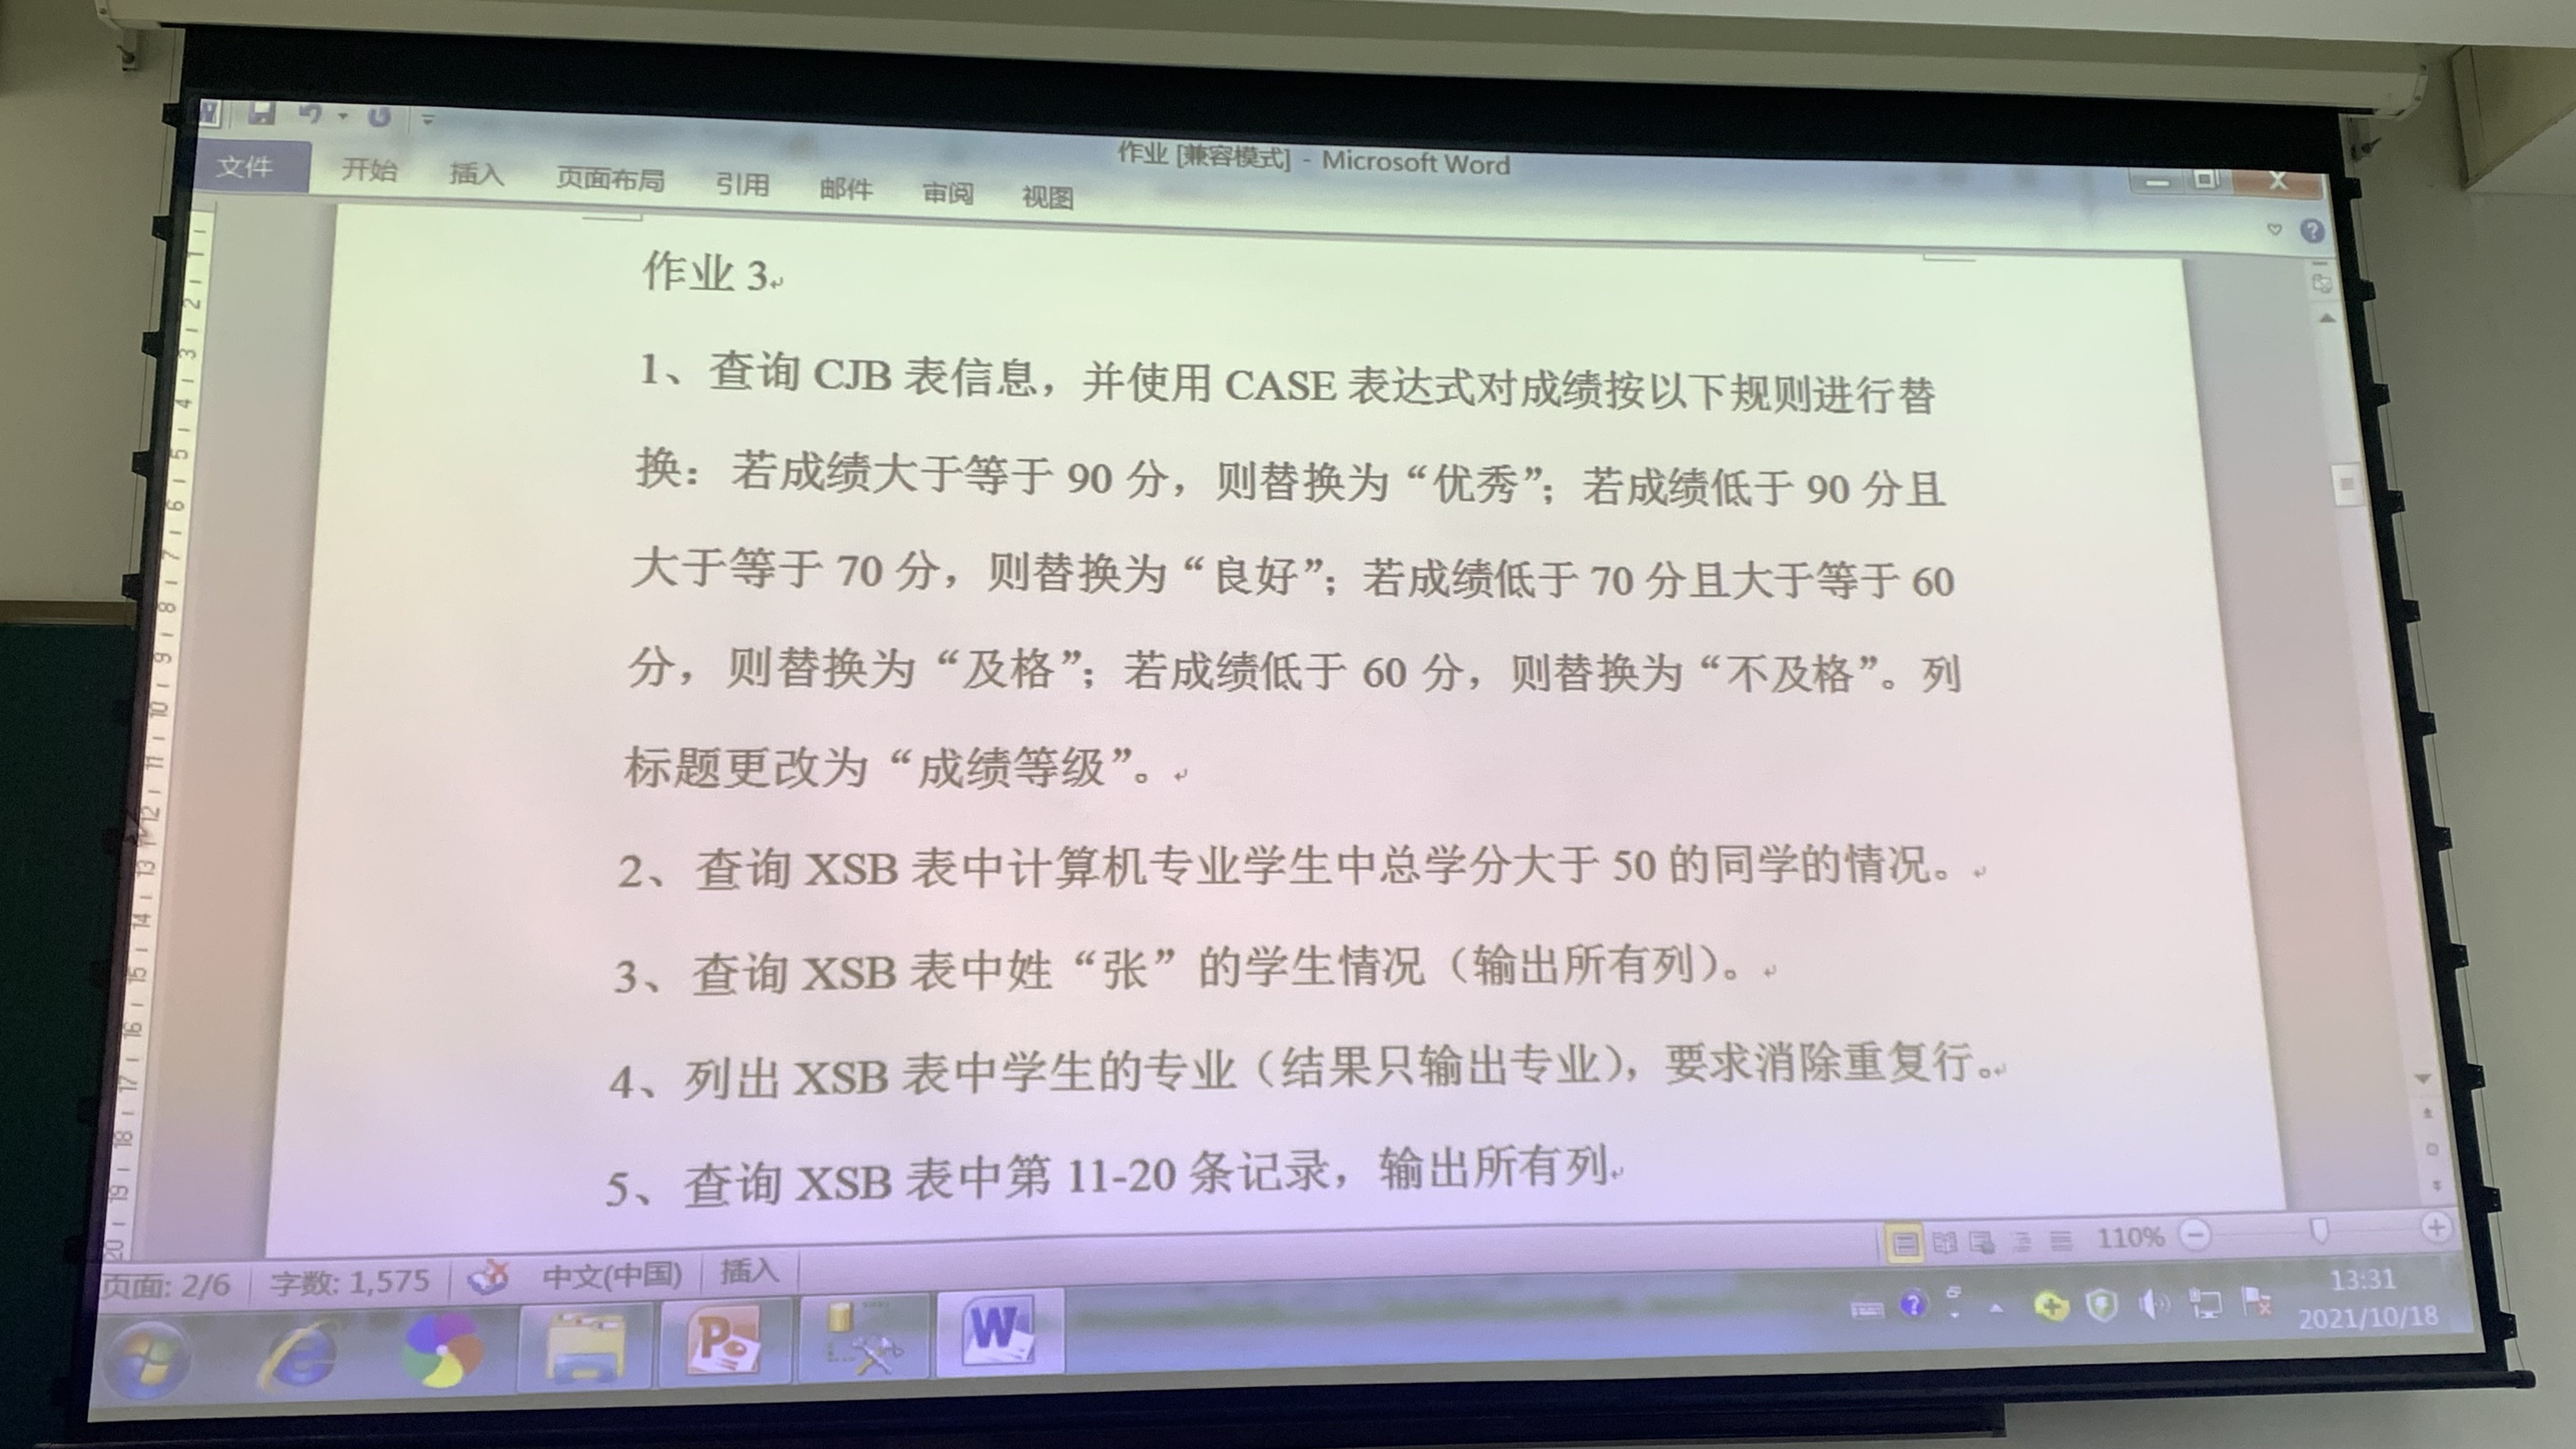 作业 [兼容模式] - Microsoft Word
文件 开始 插入 页面布局 引用 邮件 审阅 视图
作业 3
1、查询 CJB 表信息，并使用 CASE 表达式对成绩按以下规则进行替
换：若成绩大于等于 90 分，则替换为“优秀”；若成绩低于 90 分且
大于等于 70 分，则替换为“良好”；若成绩低于 70 分且大于等于 60
分，则替换为“及格”；若成绩低于 60 分，则替换为“不及格”。列
标题更改为“成绩等级”。
2、查询 XSB 表中计算机专业学生中总学分大于 50 的同学的情况。
3、查询 XSB 表中姓“张”的学生情况（输出所有列）。
4、列出 XSB 表中学生的专业（结果只输出专业），要求消除重复行。
5、查询 XSB 表中第 11-20 条记录，输出所有列
页面: 2/6 字数: 1,575 中文(中国) 插入 110%
13:31
2021/10/18